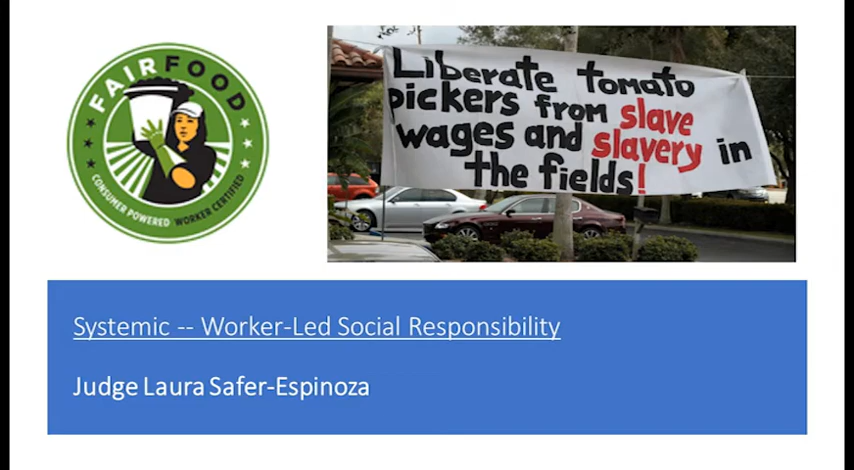 FAIR FOOD
CONSUMER POWERED WORKER CERTIFIED
Liberate tomato
pickers from slave
wages and slavery in
the fields!
Systemic -- Worker-Led Social Responsibility
Judge Laura Safer-Espinoza